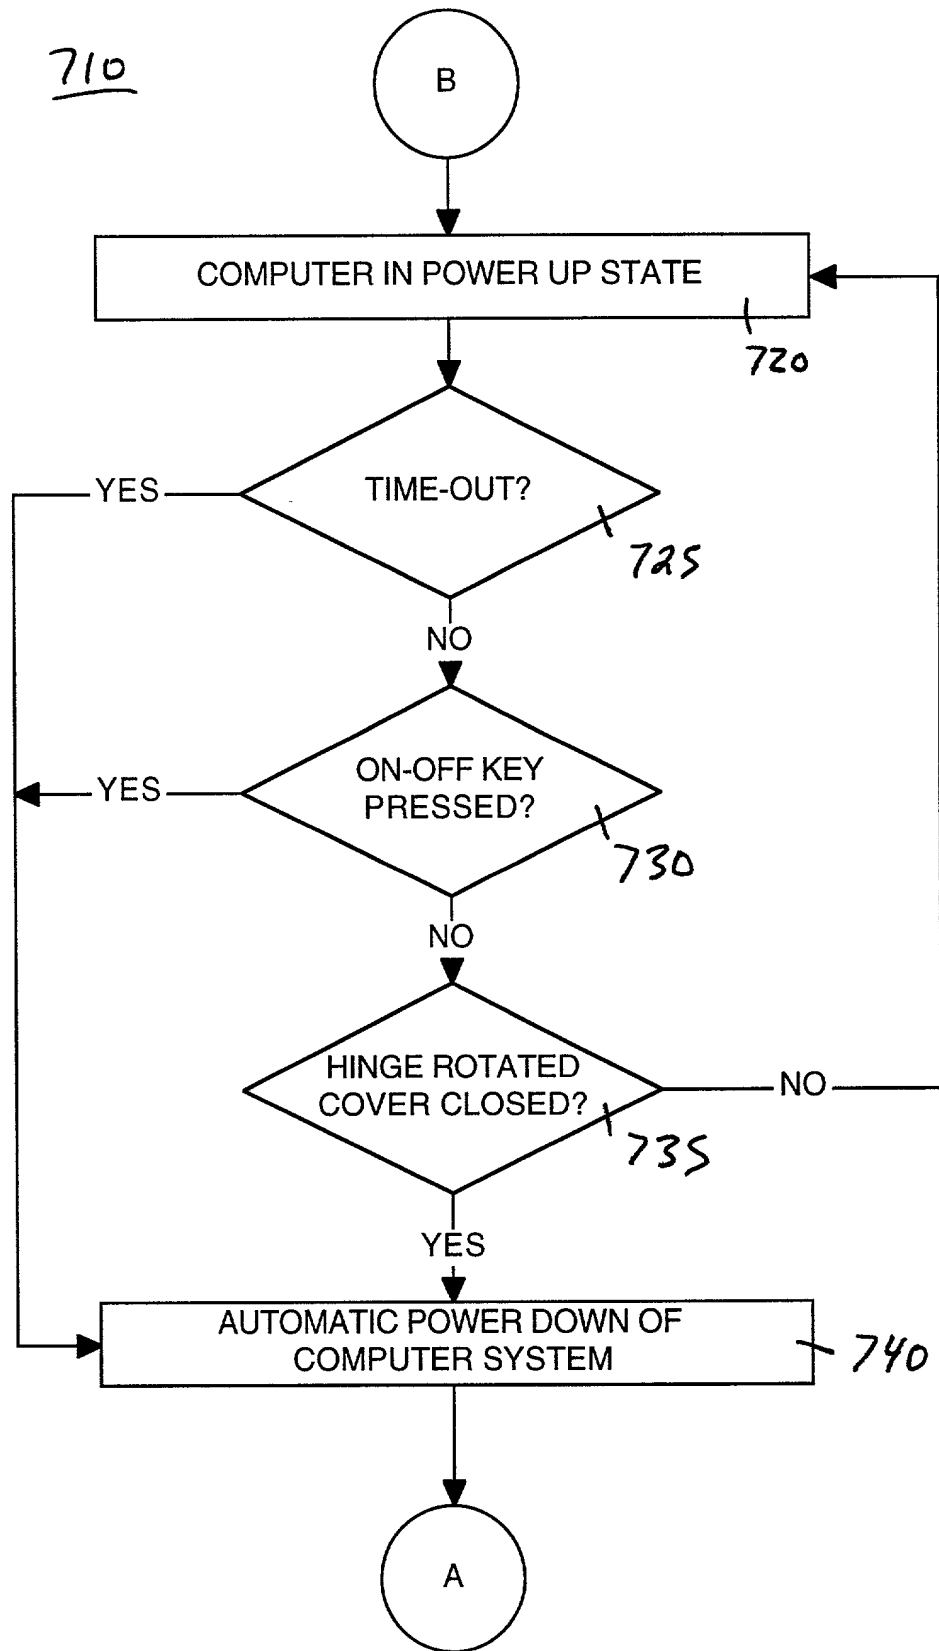 710
B
COMPUTER IN POWER UP STATE
720
TIME-OUT?
YES
725
NO
ON-OFF KEY
PRESSED?
YES
730
NO
HINGE ROTATED
COVER CLOSED?
NO
735
YES
AUTOMATIC POWER DOWN OF
COMPUTER SYSTEM
740
A